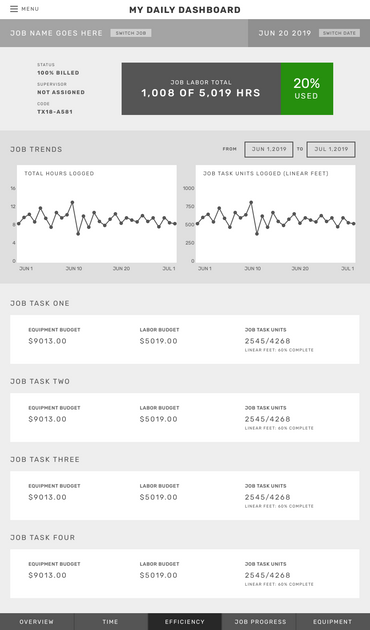 MENU
MY DAILY DASHBOARD
JOB NAME GOES HERE
SWITCH JOB
JUN 20 2019
SWITCH DATE
STATUS
100% BILLED
SUPERVISOR
NOT ASSIGNED
CODE
TX18-A581
JOB LABOR TOTAL
1,008 OF 5,019 HRS
20%
USED
JOB TRENDS
FROM
JUN 1,2019
TO
JUL 1,2019
TOTAL HOURS LOGGED
16
12
8
4
0
JUN 1
JUN 10
JUN 20
JUL 1
JOB TASK UNITS LOGGED (LINEAR FEET)
1000
750
500
250
0
JUN 1
JUN 10
JUN 20
JUL 1
JOB TASK ONE
EQUIPMENT BUDGET
$9013.00
LABOR BUDGET
$5019.00
JOB TASK UNITS
2545/4268
LINEAR FEET: 60% COMPLETE
JOB TASK TWO
EQUIPMENT BUDGET
$9013.00
LABOR BUDGET
$5019.00
JOB TASK UNITS
2545/4268
LINEAR FEET: 60% COMPLETE
JOB TASK THREE
EQUIPMENT BUDGET
$9013.00
LABOR BUDGET
$5019.00
JOB TASK UNITS
2545/4268
LINEAR FEET: 60% COMPLETE
JOB TASK FOUR
EQUIPMENT BUDGET
$9013.00
LABOR BUDGET
$5019.00
JOB TASK UNITS
2545/4268
LINEAR FEET: 60% COMPLETE
OVERVIEW
TIME
EFFICIENCY
JOB PROGRESS
EQUIPMENT